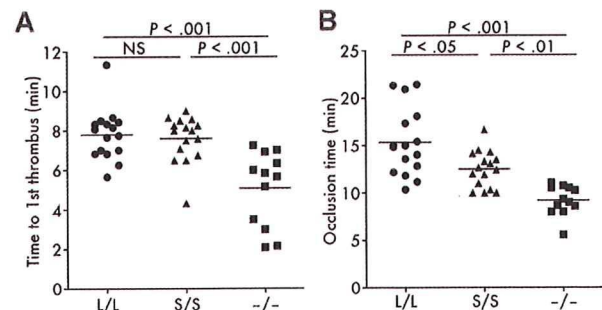 A
P < .001
NS P < .001
Time to 1st thrombus (min)
12
10
8
6
4
2
0
L/L S/S -/-
B
P < .001
P < .05 P < .01
Occlusion time (min)
25
20
15
10
5
0
L/L S/S -/-